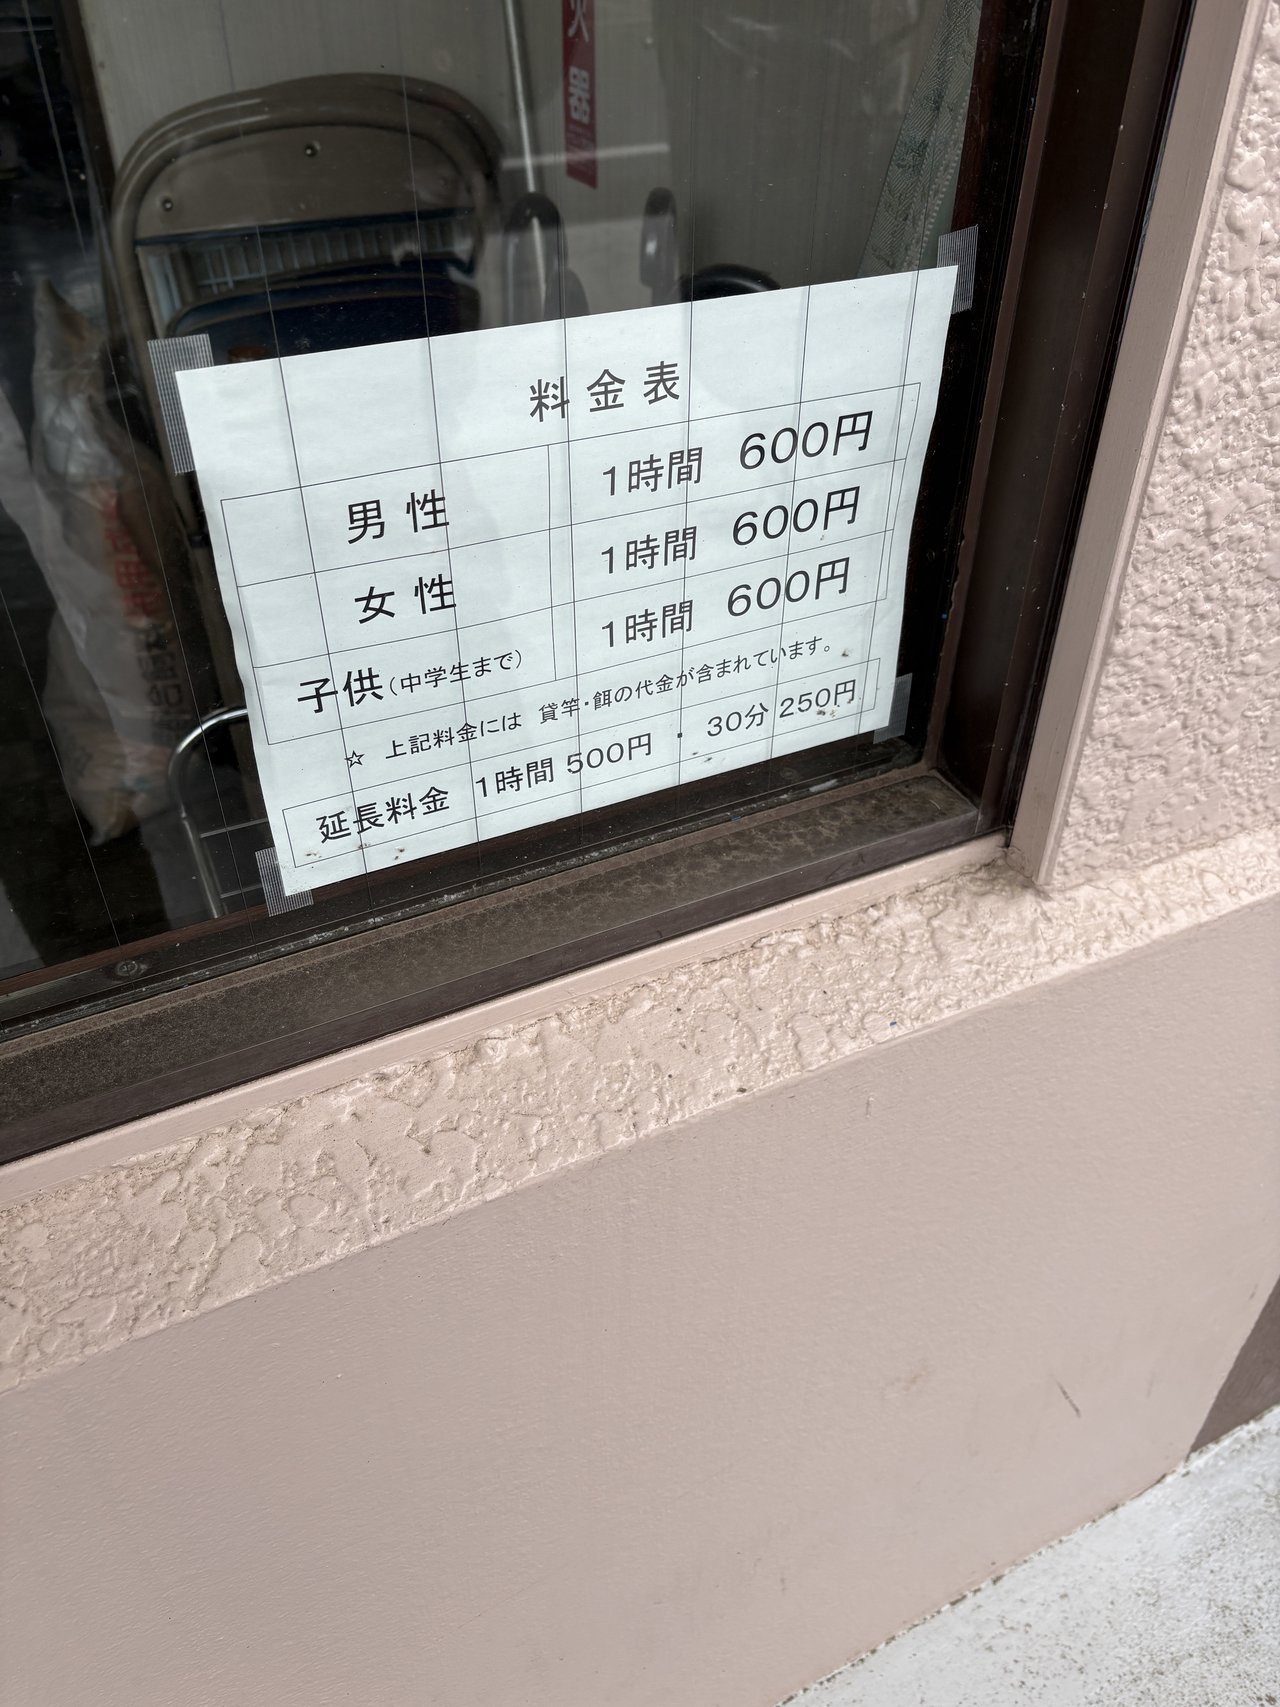 火器
料金表
男性 1時間 600円
女性 1時間 600円
子供(中学生まで) 1時間 600円
☆ 上記料金には 貸竿・餌の代金が含まれています。
延長料金 1時間 500円 ・ 30分 250円